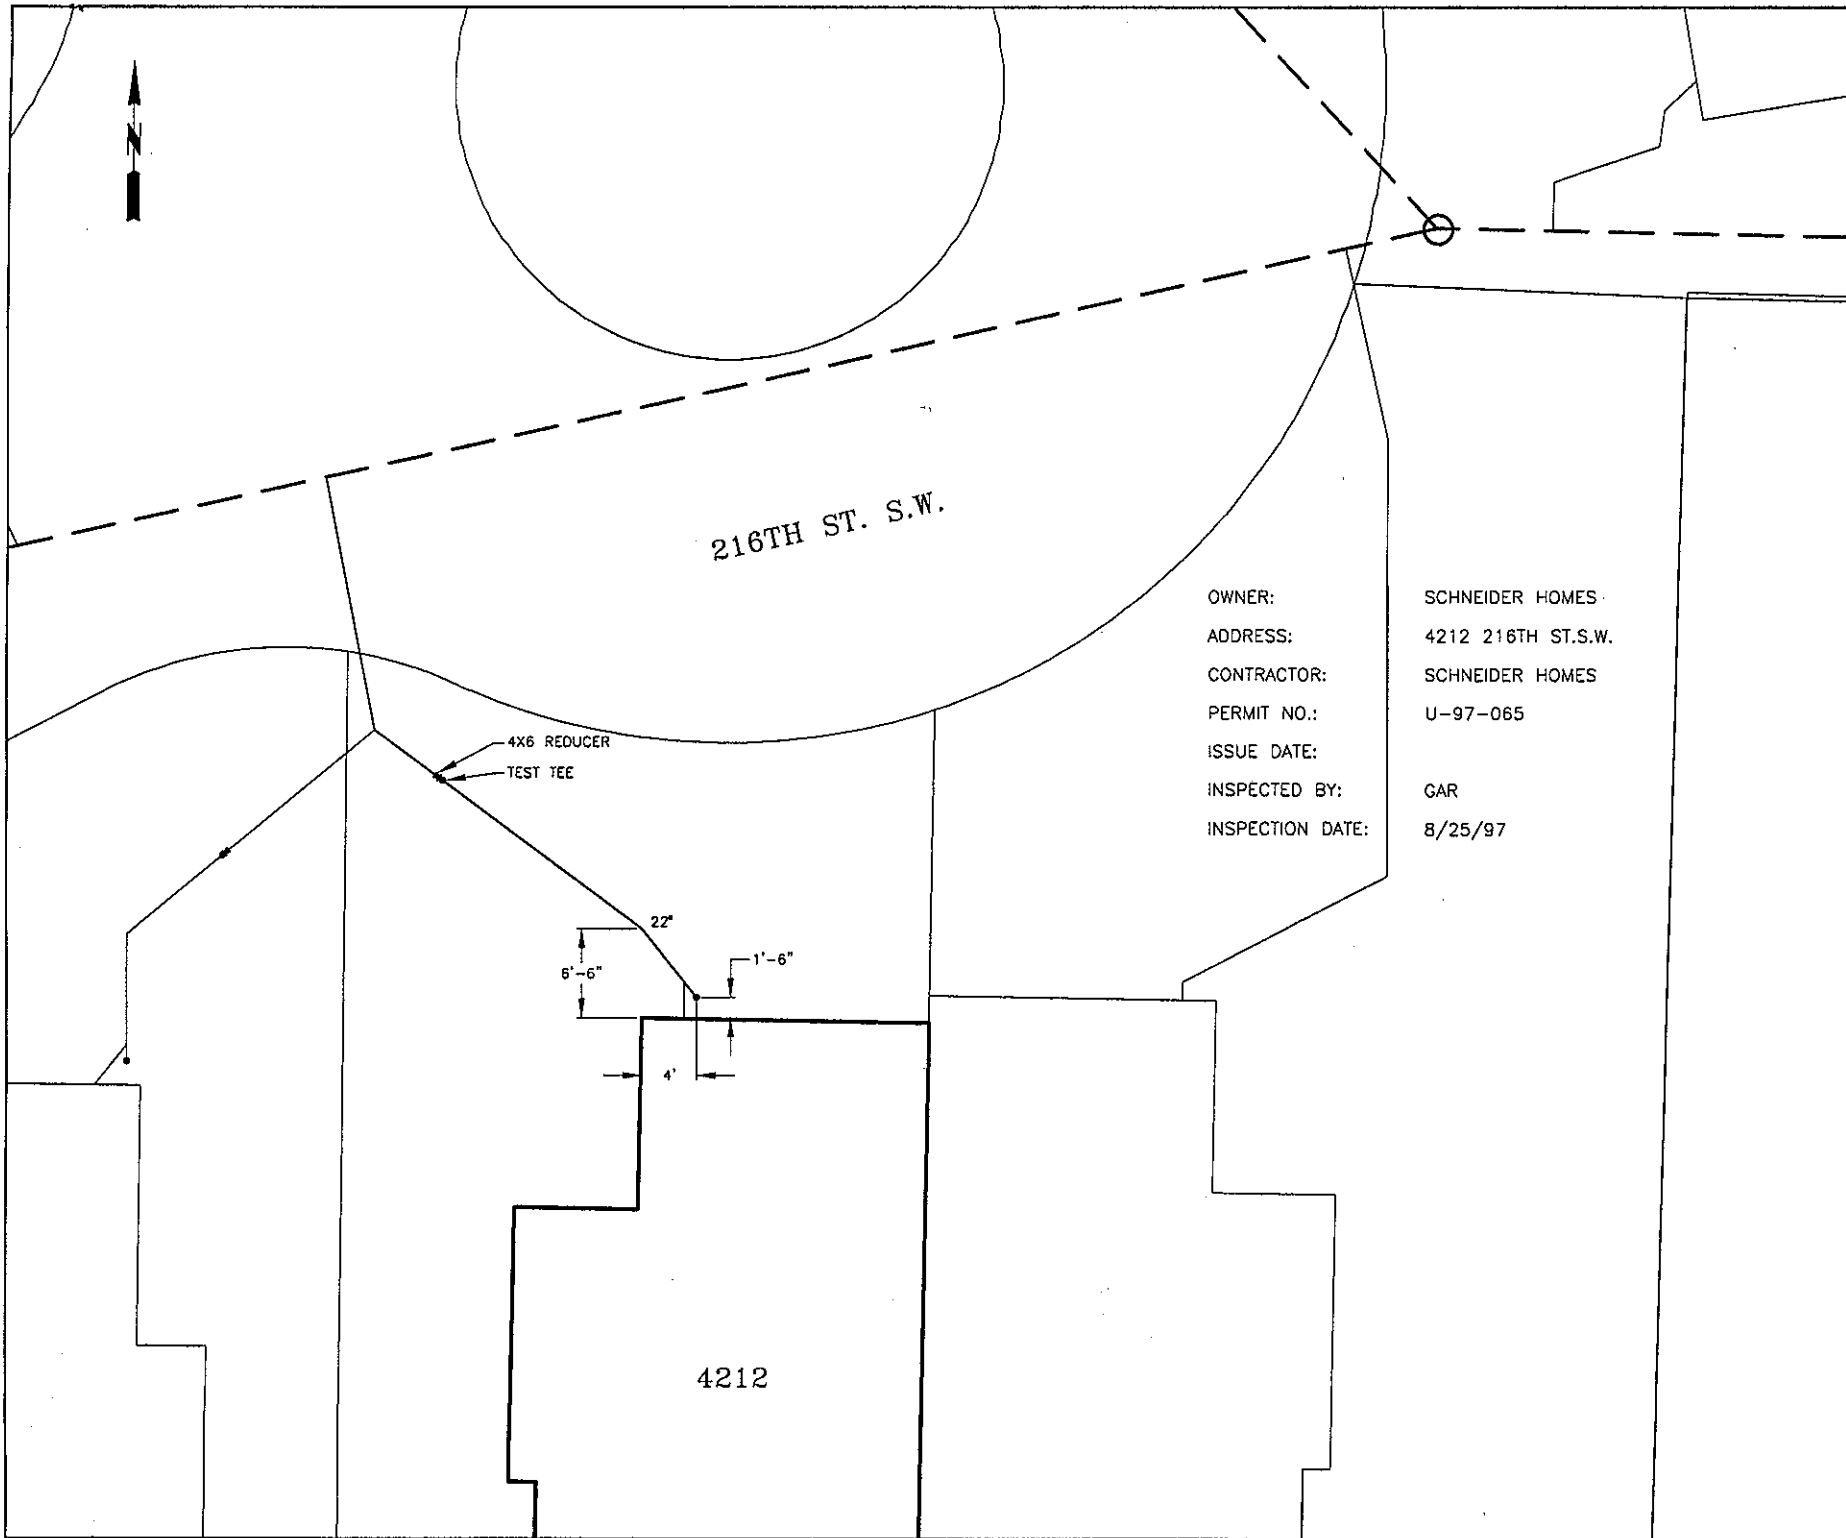 N
216TH ST. S.W.
OWNER: SCHNEIDER HOMES
ADDRESS: 4212 216TH ST.S.W.
CONTRACTOR: SCHNEIDER HOMES
PERMIT NO.: U-97-065
ISSUE DATE:
INSPECTED BY: GAR
INSPECTION DATE: 8/25/97
4X6 REDUCER
TEST TEE
22°
1'-6"
6'-6"
4'
4212